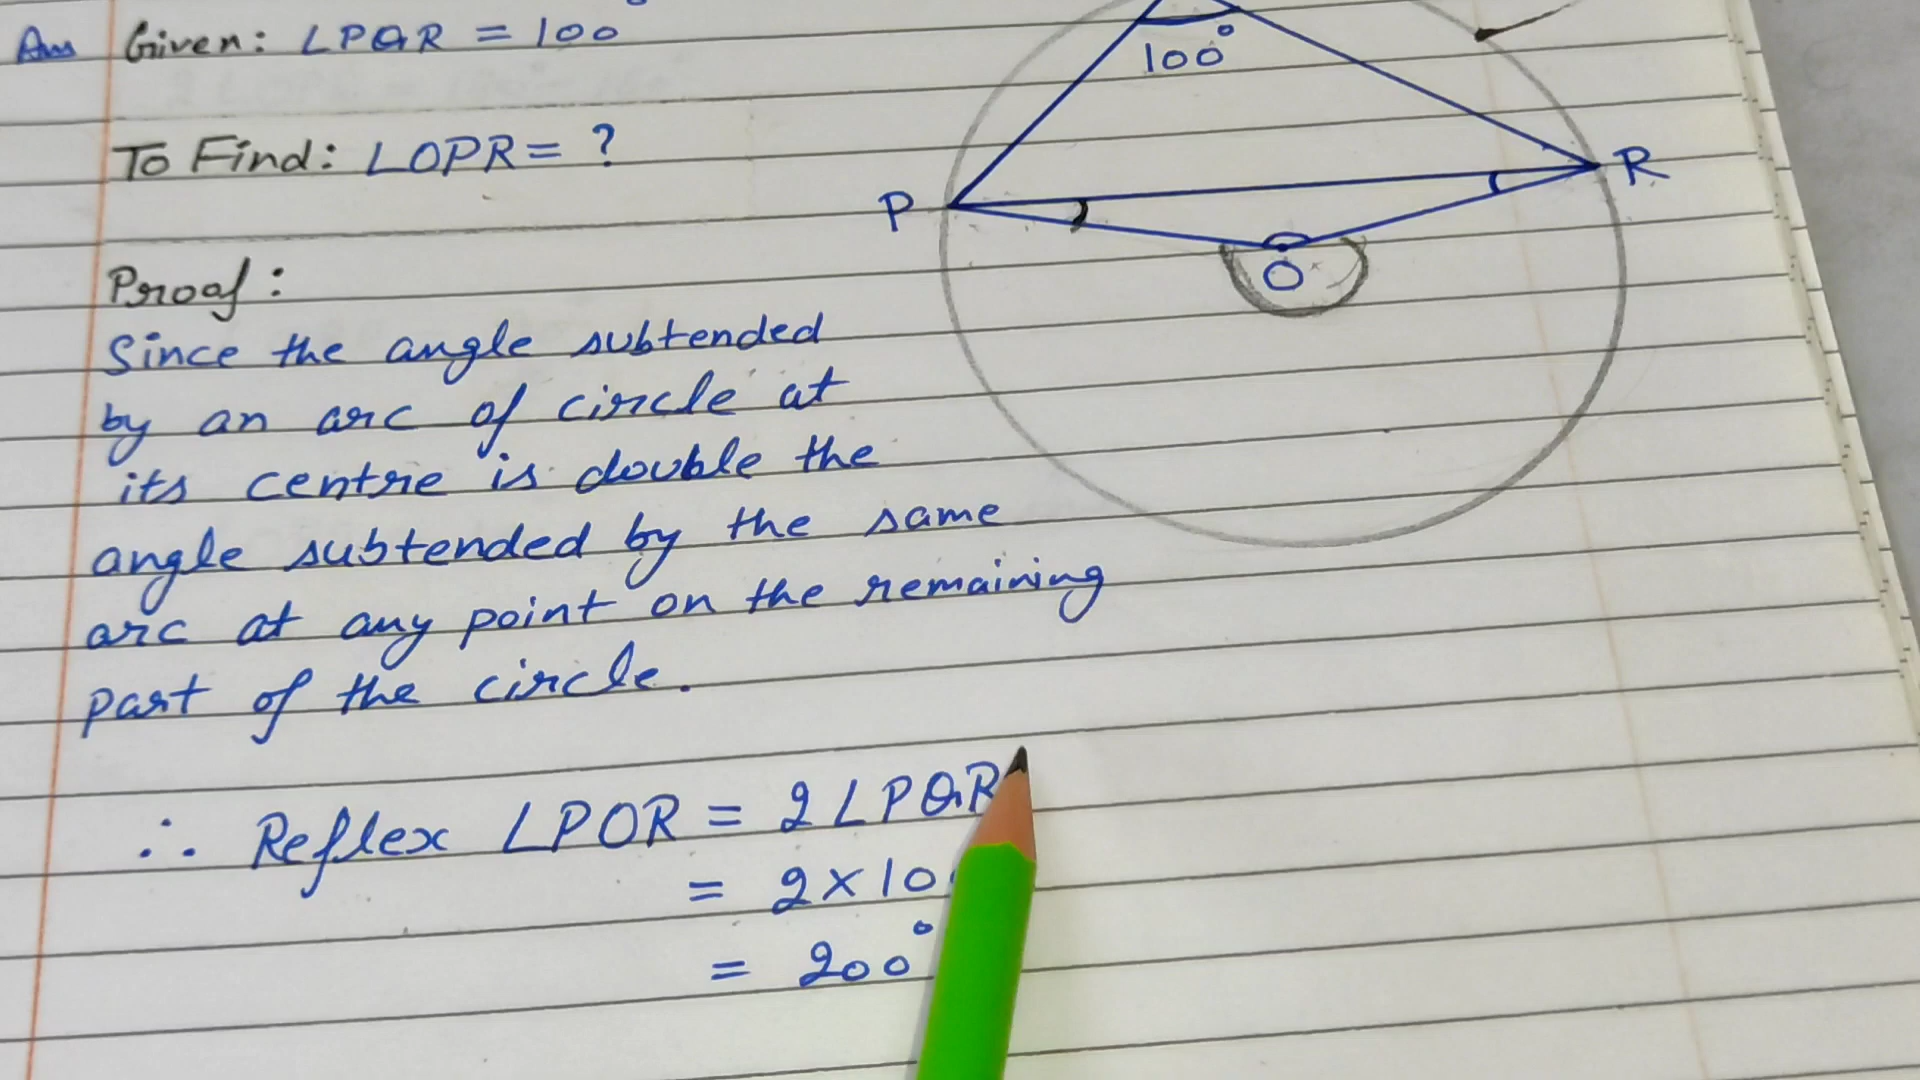 Ans Given: ∠PQR = 100°
To Find: ∠OPR = ?
Proof:
Since the angle subtended
by an arc of circle at
its centre is double the
angle subtended by the same
arc at any point on the remaining
part of the circle.
∴ Reflex ∠POR = 2∠PQR
= 2×10
= 200°
100°
P
R
O